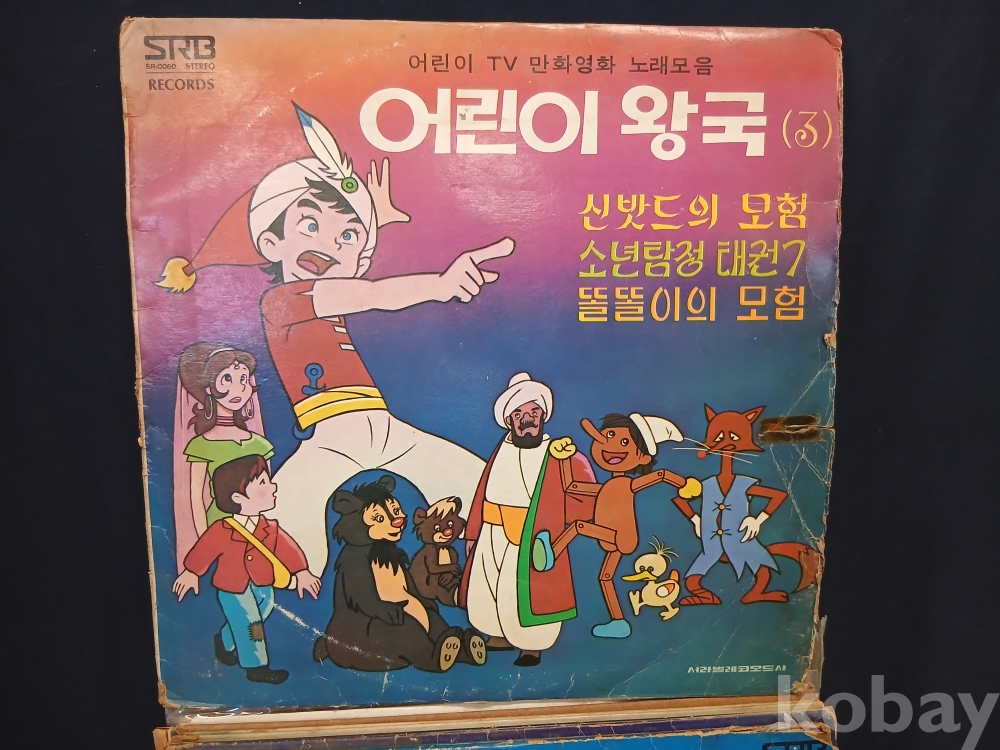 SRB
SR-0060 STEREO
RECORDS
어린이 TV 만화영화 노래모음
어린이 왕국 (3)
신밧드의 모험
소년탐정 태권7
똘똘이의 모험
서라벌레코오드사
kobay